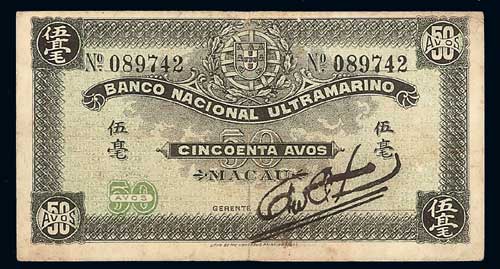 伍毫
50
AVOS
Nº 089742
Nº 089742
BANCO NACIONAL ULTRAMARINO
伍毫
50
CINCOENTA AVOS
伍毫
MACAU
50
AVOS
GERENTE
50
AVOS
伍毫